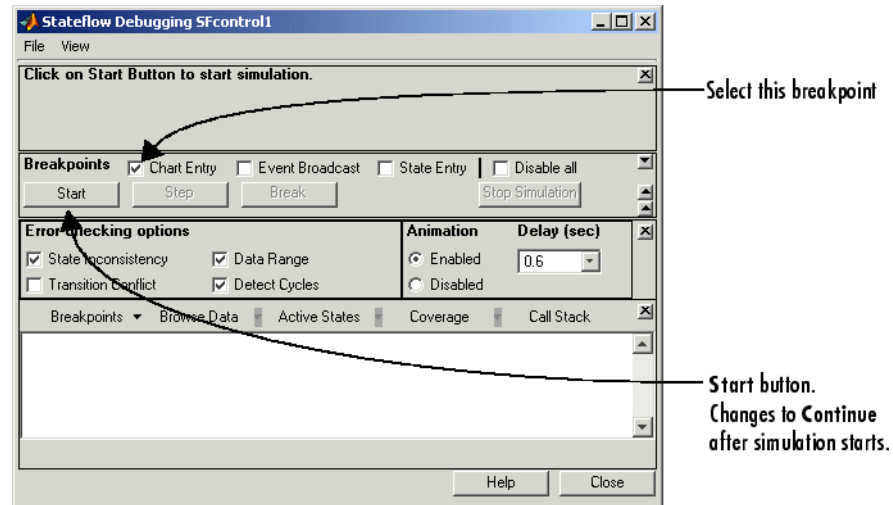 Stateflow Debugging SFcontrol1
File View
Click on Start Button to start simulation.
Select this breakpoint
Breakpoints Chart Entry Event Broadcast State Entry Disable all
Start Step Break Stop Simulation
Error checking options Animation Delay (sec)
State Inconsistency Data Range Enabled 0.6
Transition Conflict Detect Cycles Disabled
Breakpoints Browse Data Active States Coverage Call Stack
Start button.
Changes to Continue
after simulation starts.
Help Close